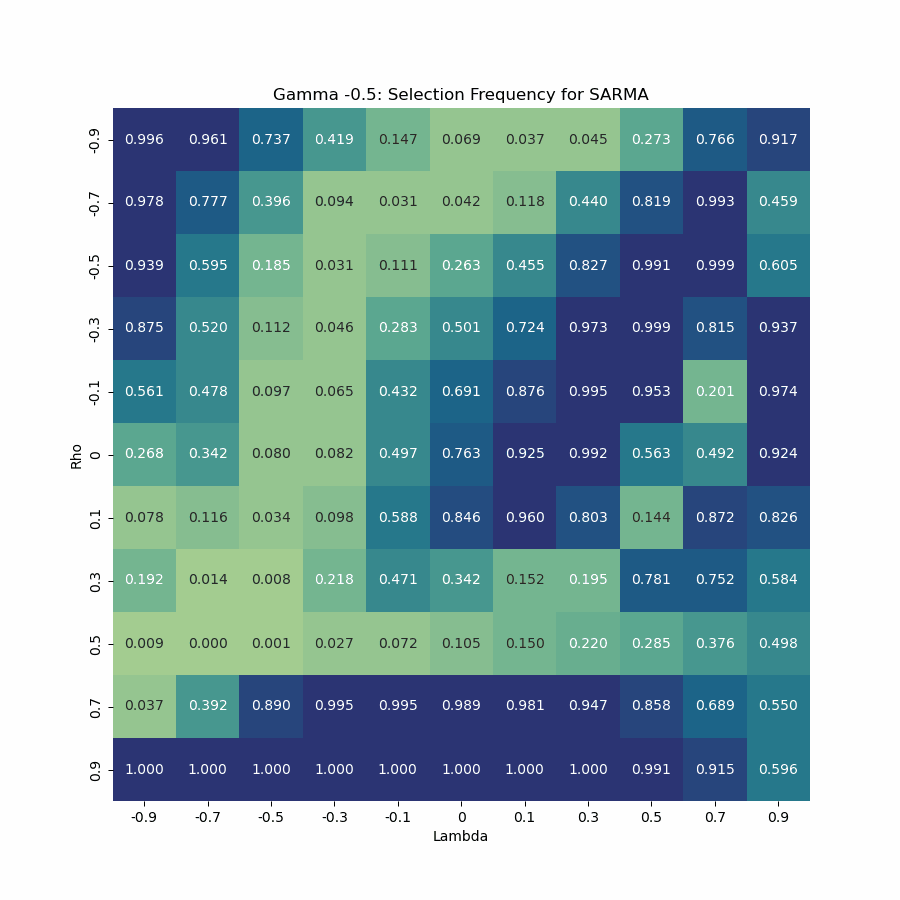 Gamma -0.5: Selection Frequency for SARMA
-0.9 0.996 0.961 0.737 0.419 0.147 0.069 0.037 0.045 0.273 0.766 0.917
-0.7 0.978 0.777 0.396 0.094 0.031 0.042 0.118 0.440 0.819 0.993 0.459
-0.5 0.939 0.595 0.185 0.031 0.111 0.263 0.455 0.827 0.991 0.999 0.605
-0.3 0.875 0.520 0.112 0.046 0.283 0.501 0.724 0.973 0.999 0.815 0.937
-0.1 0.561 0.478 0.097 0.065 0.432 0.691 0.876 0.995 0.953 0.201 0.974
Rho
0 0.268 0.342 0.080 0.082 0.497 0.763 0.925 0.992 0.563 0.492 0.924
0.1 0.078 0.116 0.034 0.098 0.588 0.846 0.960 0.803 0.144 0.872 0.826
0.3 0.192 0.014 0.008 0.218 0.471 0.342 0.152 0.195 0.781 0.752 0.584
0.5 0.009 0.000 0.001 0.027 0.072 0.105 0.150 0.220 0.285 0.376 0.498
0.7 0.037 0.392 0.890 0.995 0.995 0.989 0.981 0.947 0.858 0.689 0.550
0.9 1.000 1.000 1.000 1.000 1.000 1.000 1.000 1.000 0.991 0.915 0.596
-0.9 -0.7 -0.5 -0.3 -0.1 0 0.1 0.3 0.5 0.7 0.9
Lambda